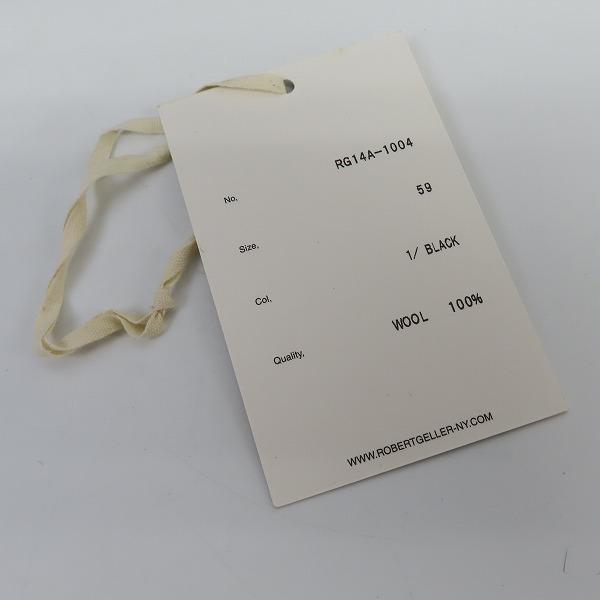 No, RG14A-1004
Size, 59
Col, 1/ BLACK
Quality, WOOL 100%
WWW.ROBERTGELLER-NY.COM